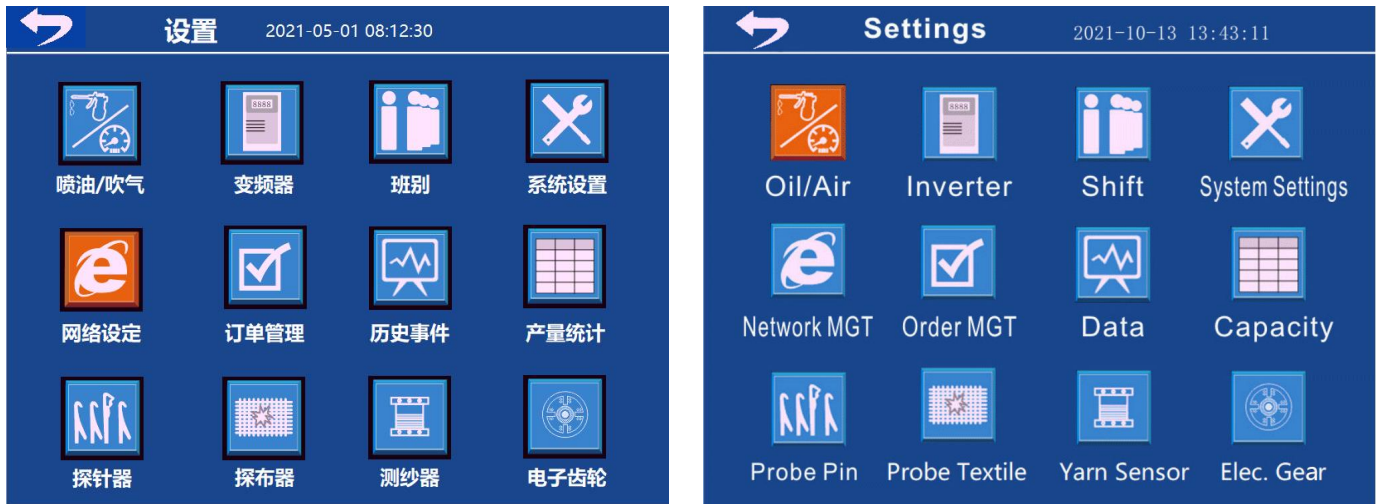 设置 2021-05-01 08:12:30
8888
喷油/吹气 变频器 班别 系统设置
网络设定 订单管理 历史事件 产量统计
探针器 探布器 测纱器 电子齿轮
Settings 2021-10-13 13:43:11
8888
Oil/Air Inverter Shift System Settings
Network MGT Order MGT Data Capacity
Probe Pin Probe Textile Yarn Sensor Elec. Gear